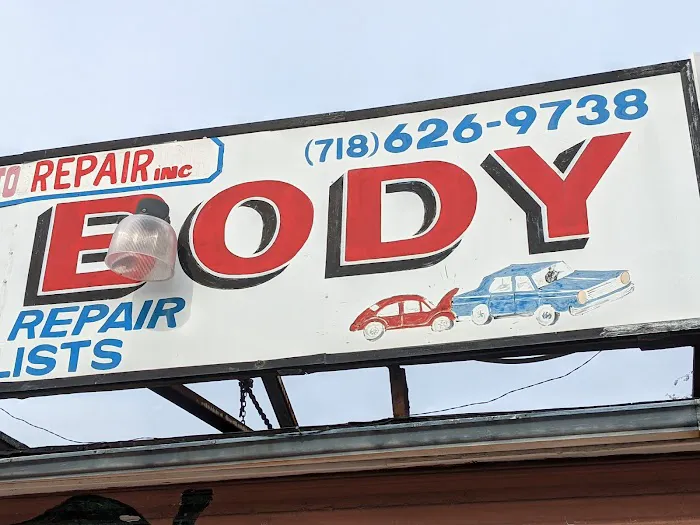 TO REPAIR INC
(718) 626-9738
BODY
REPAIR
LISTS